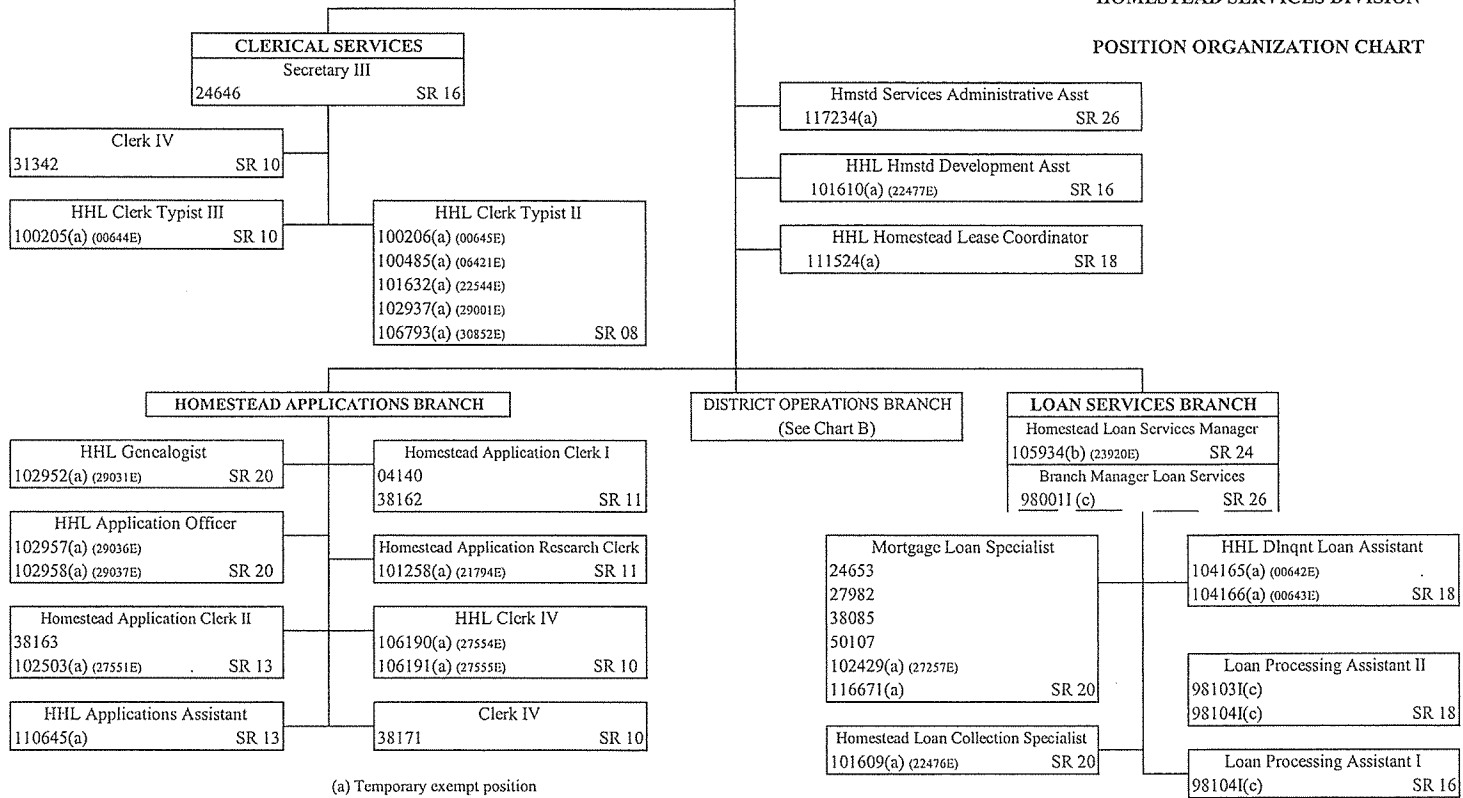 HOMESTEAD SERVICES DIVISION
POSITION ORGANIZATION CHART
CLERICAL SERVICES
Secretary III
24646 SR 16
Clerk IV
31342 SR 10
HHL Clerk Typist III
100205(a) (00644E) SR 10
HHL Clerk Typist II
100206(a) (00645E)
100485(a) (06421E)
101632(a) (22544E)
102937(a) (29001E)
106793(a) (30852E) SR 08
Hmstd Services Administrative Asst
117234(a) SR 26
HHL Hmstd Development Asst
101610(a) (22477E) SR 16
HHL Homestead Lease Coordinator
111524(a) SR 18
HOMESTEAD APPLICATIONS BRANCH
HHL Genealogist
102952(a) (29031E) SR 20
HHL Application Officer
102957(a) (29036E)
102958(a) (29037E) SR 20
Homestead Application Clerk II
38163
102503(a) (27551E) SR 13
HHL Applications Assistant
110645(a) SR 13
Homestead Application Clerk I
04140
38162 SR 11
Homestead Application Research Clerk
101258(a) (21794E) SR 11
HHL Clerk IV
106190(a) (27554E)
106191(a) (27555E) SR 10
Clerk IV
38171 SR 10
DISTRICT OPERATIONS BRANCH
(See Chart B)
LOAN SERVICES BRANCH
Homestead Loan Services Manager
105934(b) (23920E) SR 24
Branch Manager Loan Services
98001I (c) SR 26
Mortgage Loan Specialist
24653
27982
38085
50107
102429(a) (27257E)
116671(a) SR 20
Homestead Loan Collection Specialist
101609(a) (22476E) SR 20
HHL Dlnqnt Loan Assistant
104165(a) (00642E)
104166(a) (00643E) SR 18
Loan Processing Assistant II
98103I(c)
98104I(c) SR 18
Loan Processing Assistant I
98104I(c) SR 16
(a) Temporary exempt position